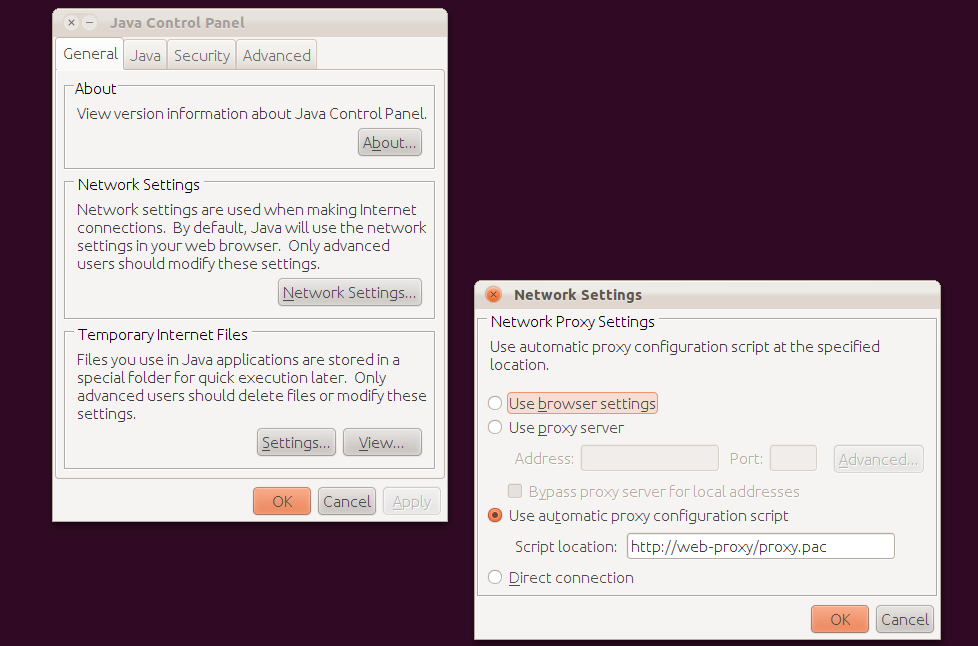 Java Control Panel
General
Java
Security
Advanced
About
View version information about Java Control Panel.
About...
Network Settings
Network settings are used when making Internet
connections.  By default, Java will use the network
settings in your web browser.  Only advanced
users should modify these settings.
Network Settings...
Temporary Internet Files
Files you use in Java applications are stored in a
special folder for quick execution later.  Only
advanced users should delete files or modify these
settings.
Settings...
View...
OK
Cancel
Apply
Network Settings
Network Proxy Settings
Use automatic proxy configuration script at the specified
location.
Use browser settings
Use proxy server
Address:
Port:
Advanced...
Bypass proxy server for local addresses
Use automatic proxy configuration script
Script location: http://web-proxy/proxy.pac
Direct connection
OK
Cancel